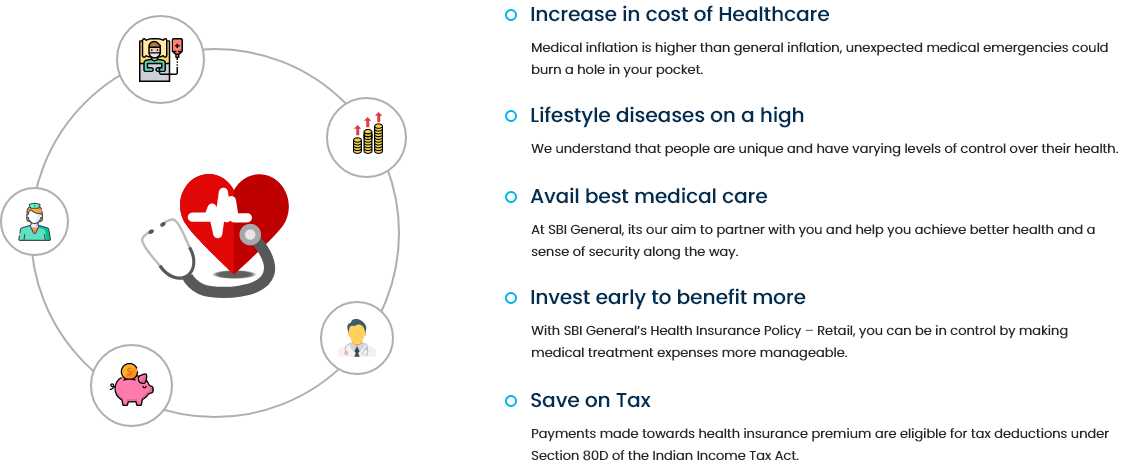 Increase in cost of Healthcare
Medical inflation is higher than general inflation, unexpected medical emergencies could
burn a hole in your pocket.
Lifestyle diseases on a high
We understand that people are unique and have varying levels of control over their health.
Avail best medical care
At SBI General, its our aim to partner with you and help you achieve better health and a
sense of security along the way.
Invest early to benefit more
With SBI General’s Health Insurance Policy – Retail, you can be in control by making
medical treatment expenses more manageable.
Save on Tax
Payments made towards health insurance premium are eligible for tax deductions under
Section 80D of the Indian Income Tax Act.